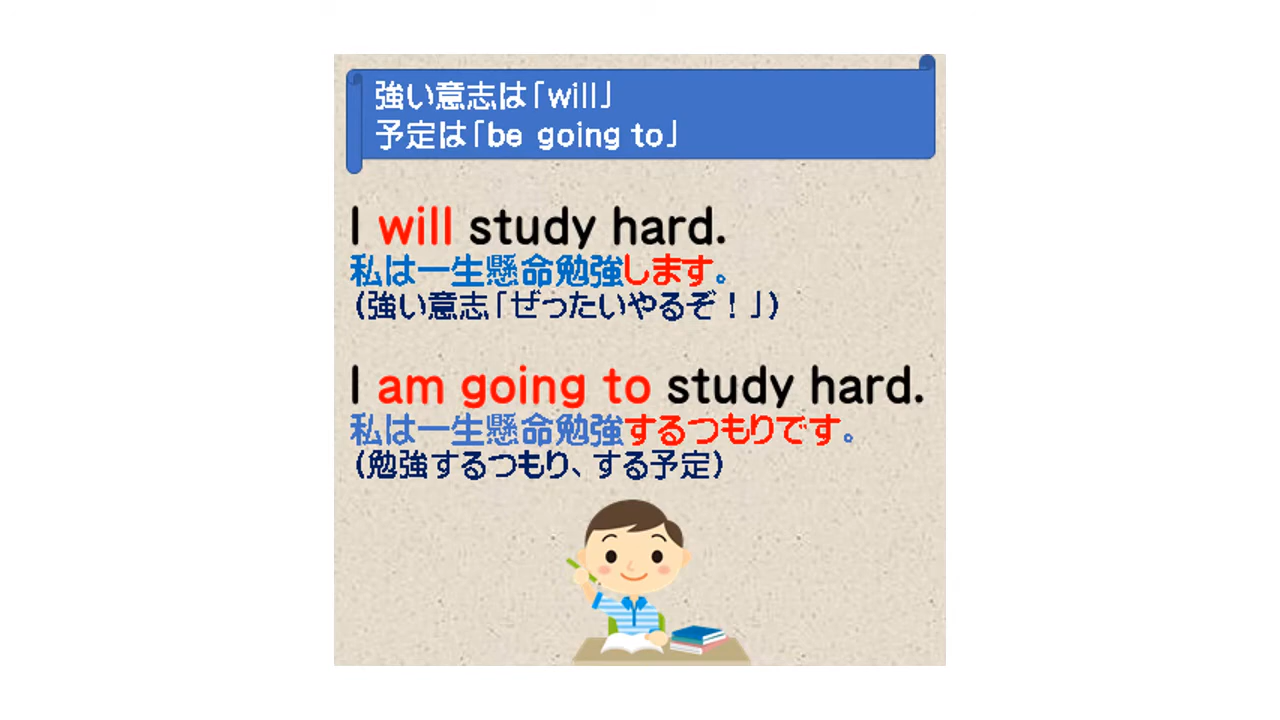 強い意志は「will」
予定は「be going to」
I will study hard.
私は一生懸命勉強します。
(強い意志「ぜったいやるぞ！」)
I am going to study hard.
私は一生懸命勉強するつもりです。
(勉強するつもり、する予定)